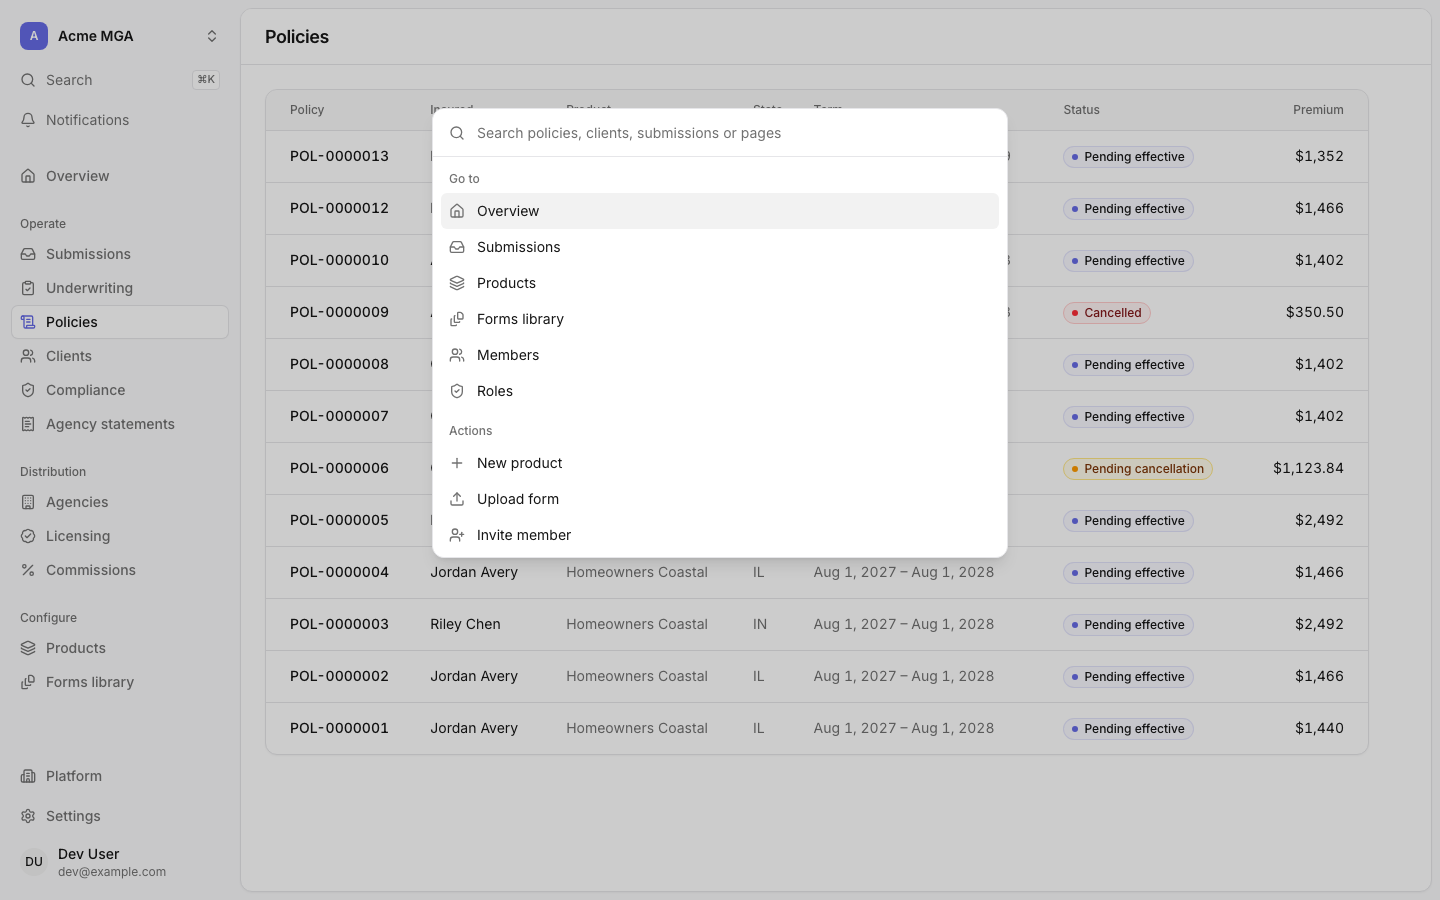 A Acme MGA
Search ⌘K
Notifications
Overview
Operate
Submissions
Underwriting
Policies
Clients
Compliance
Agency statements
Distribution
Agencies
Licensing
Commissions
Configure
Products
Forms library
Platform
Settings
DU Dev User
dev@example.com
Policies
Policy Status Premium
POL-0000013 Pending effective $1,352
POL-0000012 Pending effective $1,466
POL-0000010 Pending effective $1,402
POL-0000009 Cancelled $350.50
POL-0000008 Pending effective $1,402
POL-0000007 Pending effective $1,402
POL-0000006 Pending cancellation $1,123.84
POL-0000005 Pending effective $2,492
POL-0000004 Jordan Avery Homeowners Coastal IL Aug 1, 2027 – Aug 1, 2028 Pending effective $1,466
POL-0000003 Riley Chen Homeowners Coastal IN Aug 1, 2027 – Aug 1, 2028 Pending effective $2,492
POL-0000002 Jordan Avery Homeowners Coastal IL Aug 1, 2027 – Aug 1, 2028 Pending effective $1,466
POL-0000001 Jordan Avery Homeowners Coastal IL Aug 1, 2027 – Aug 1, 2028 Pending effective $1,440
Search policies, clients, submissions or pages
Go to
Overview
Submissions
Products
Forms library
Members
Roles
Actions
New product
Upload form
Invite member